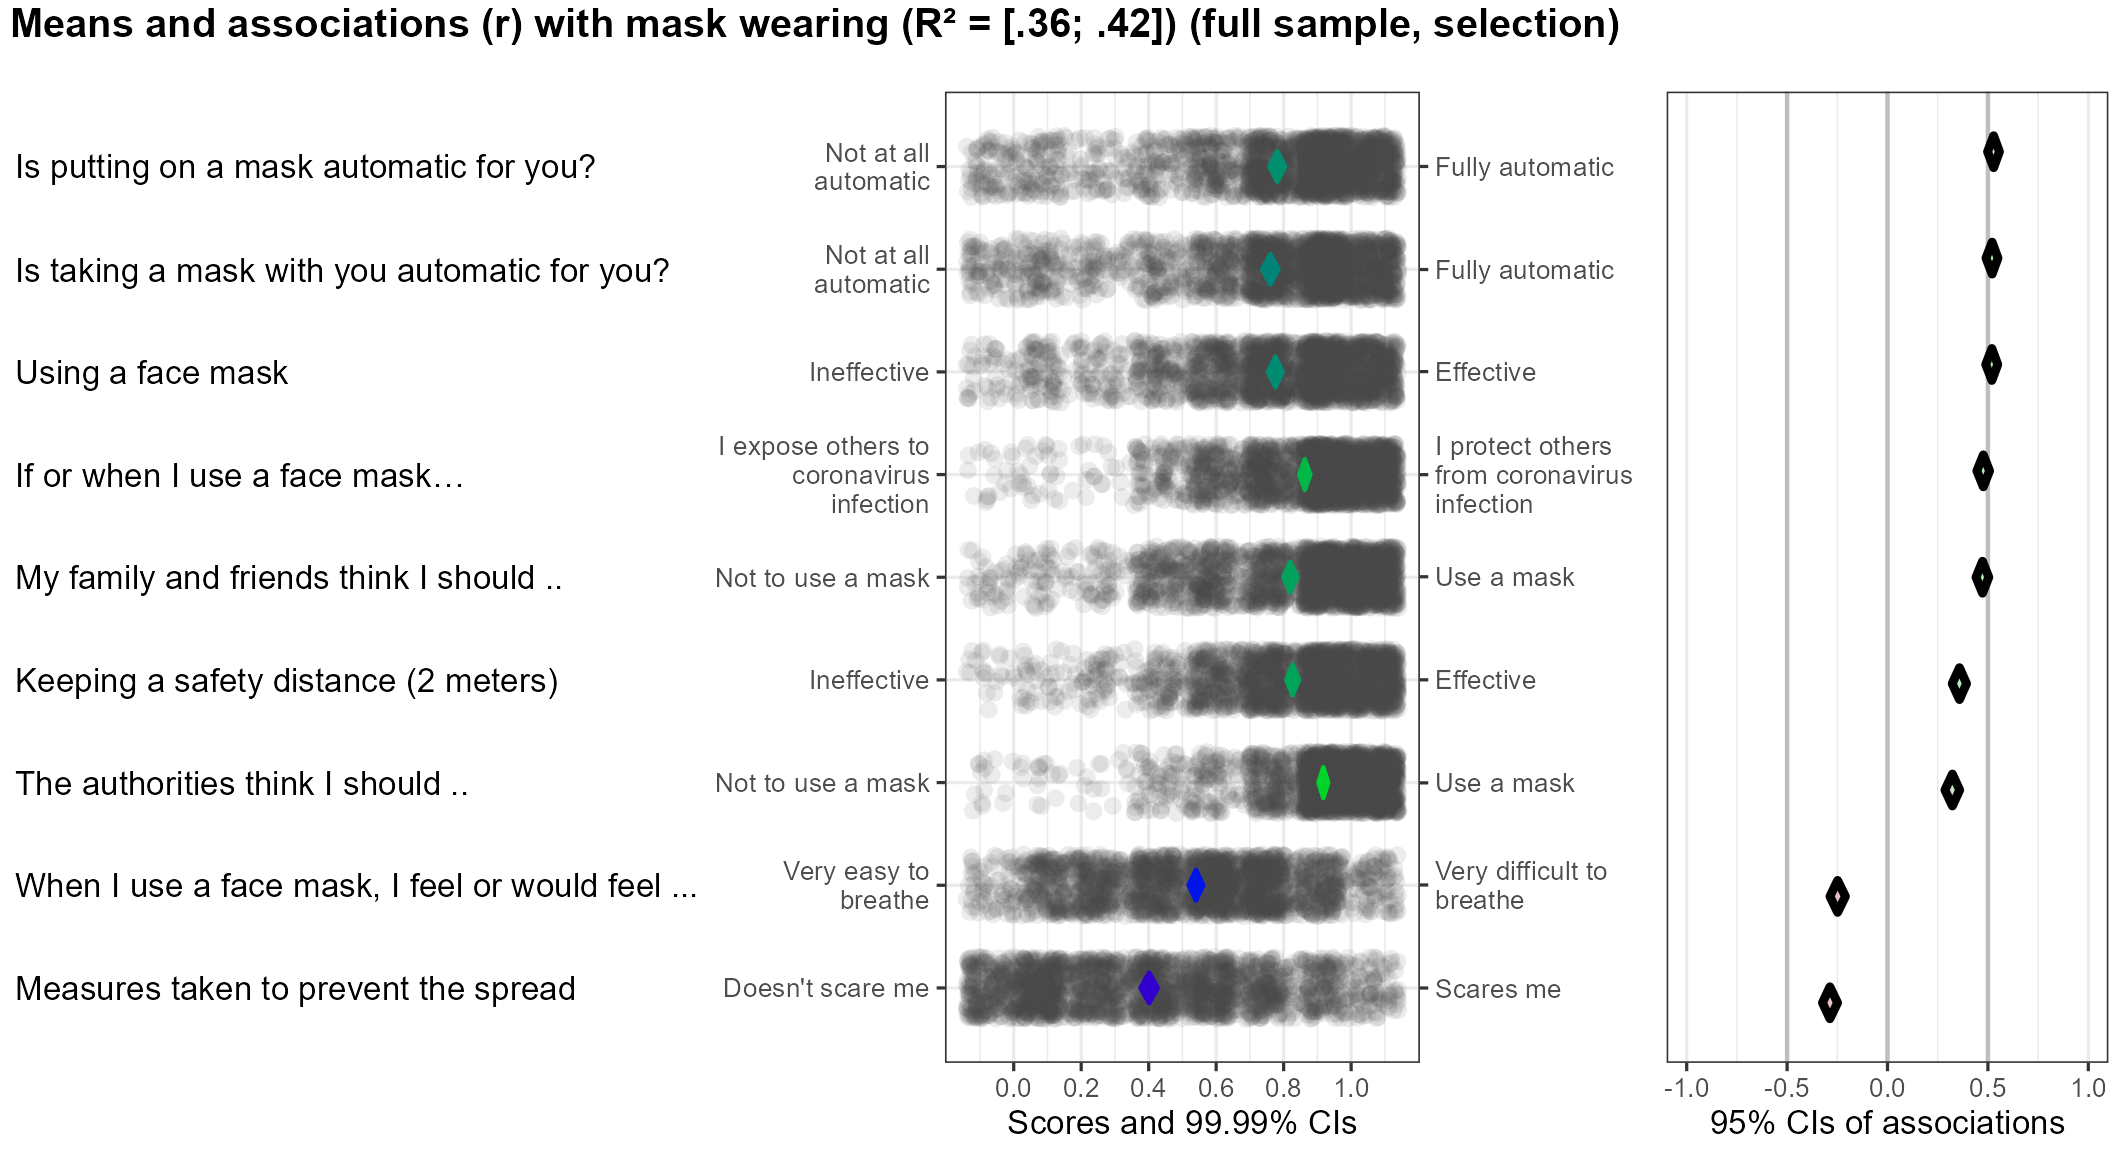 Means and associations (r) with mask wearing (R² = [.36; .42]) (full sample, selection)
Is putting on a mask automatic for you?
Not at all
automatic
Fully automatic
Is taking a mask with you automatic for you?
Not at all
automatic
Fully automatic
Using a face mask
Ineffective
Effective
If or when I use a face mask…
I expose others to
coronavirus
infection
I protect others
from coronavirus
infection
My family and friends think I should ..
Not to use a mask
Use a mask
Keeping a safety distance (2 meters)
Ineffective
Effective
The authorities think I should ..
Not to use a mask
Use a mask
When I use a face mask, I feel or would feel ...
Very easy to
breathe
Very difficult to
breathe
Measures taken to prevent the spread
Doesn't scare me
Scares me
0.0 0.2 0.4 0.6 0.8 1.0
Scores and 99.99% CIs
-1.0 -0.5 0.0 0.5 1.0
95% CIs of associations